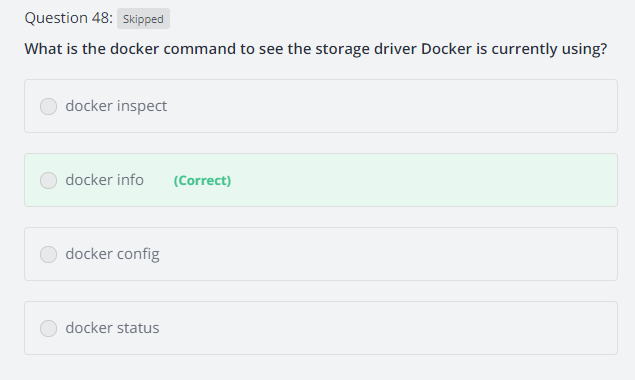 Question 48: Skipped
What is the docker command to see the storage driver Docker is currently using?
docker inspect
docker info (Correct)
docker config
docker status